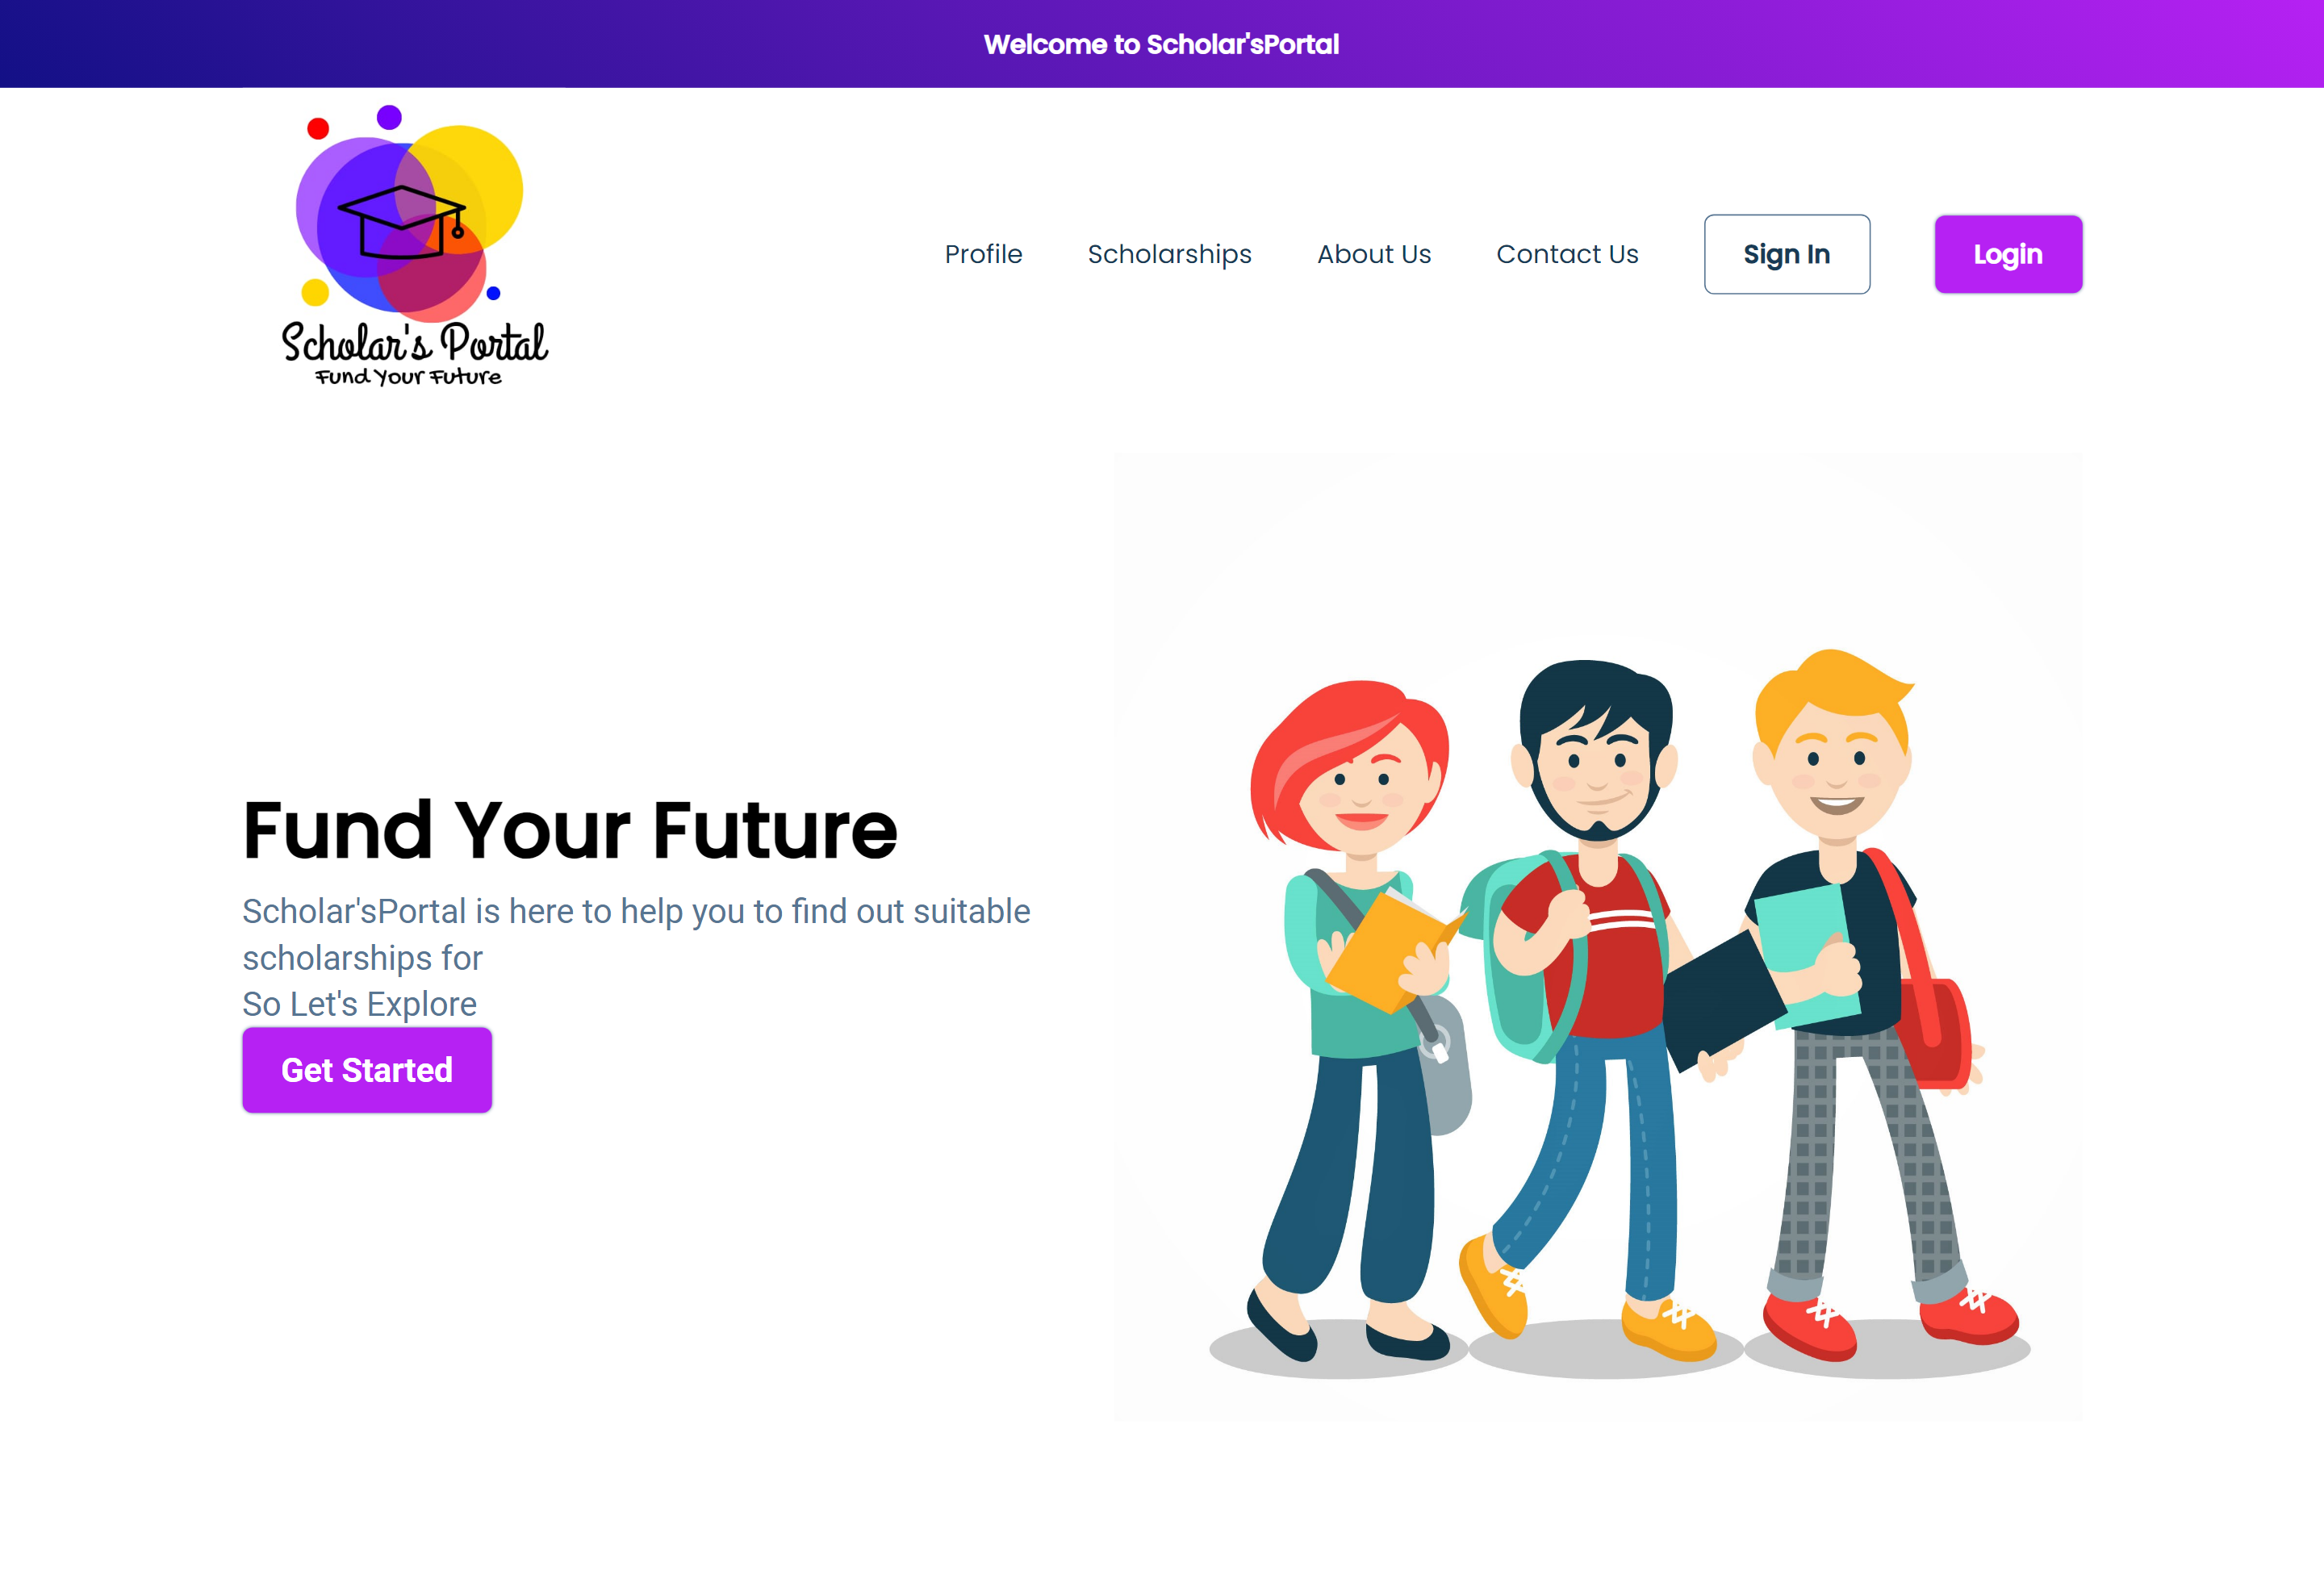 Welcome to Scholar'sPortal
Scholar's Portal
Fund Your Future
Profile
Scholarships
About Us
Contact Us
Sign In
Login
Fund Your Future
Scholar'sPortal is here to help you to find out suitable
scholarships for
So Let's Explore
Get Started